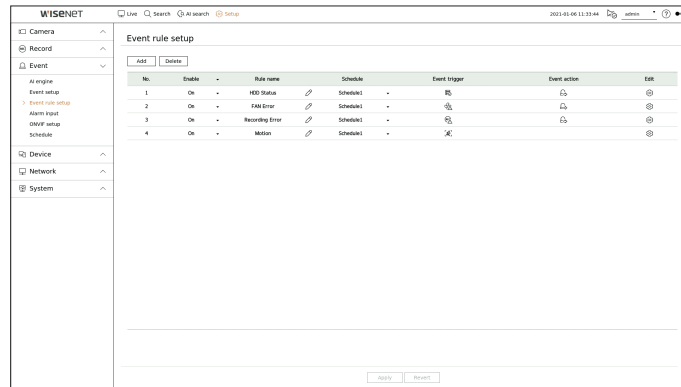 WISENET
Live Search AI search Setup 2021-01-06 11:33:44 admin ?
Camera
Record
Event
AI engine
Event setup
> Event rule setup
Alarm input
ONVIF setup
Schedule
Device
Network
System
Event rule setup
Add Delete
No. Enable Rule name Schedule Event trigger Event action Edit
1 On HDD Status Schedule1
2 On FAN Error Schedule1
3 On Recording Error Schedule1
4 On Motion Schedule1
Apply Revert